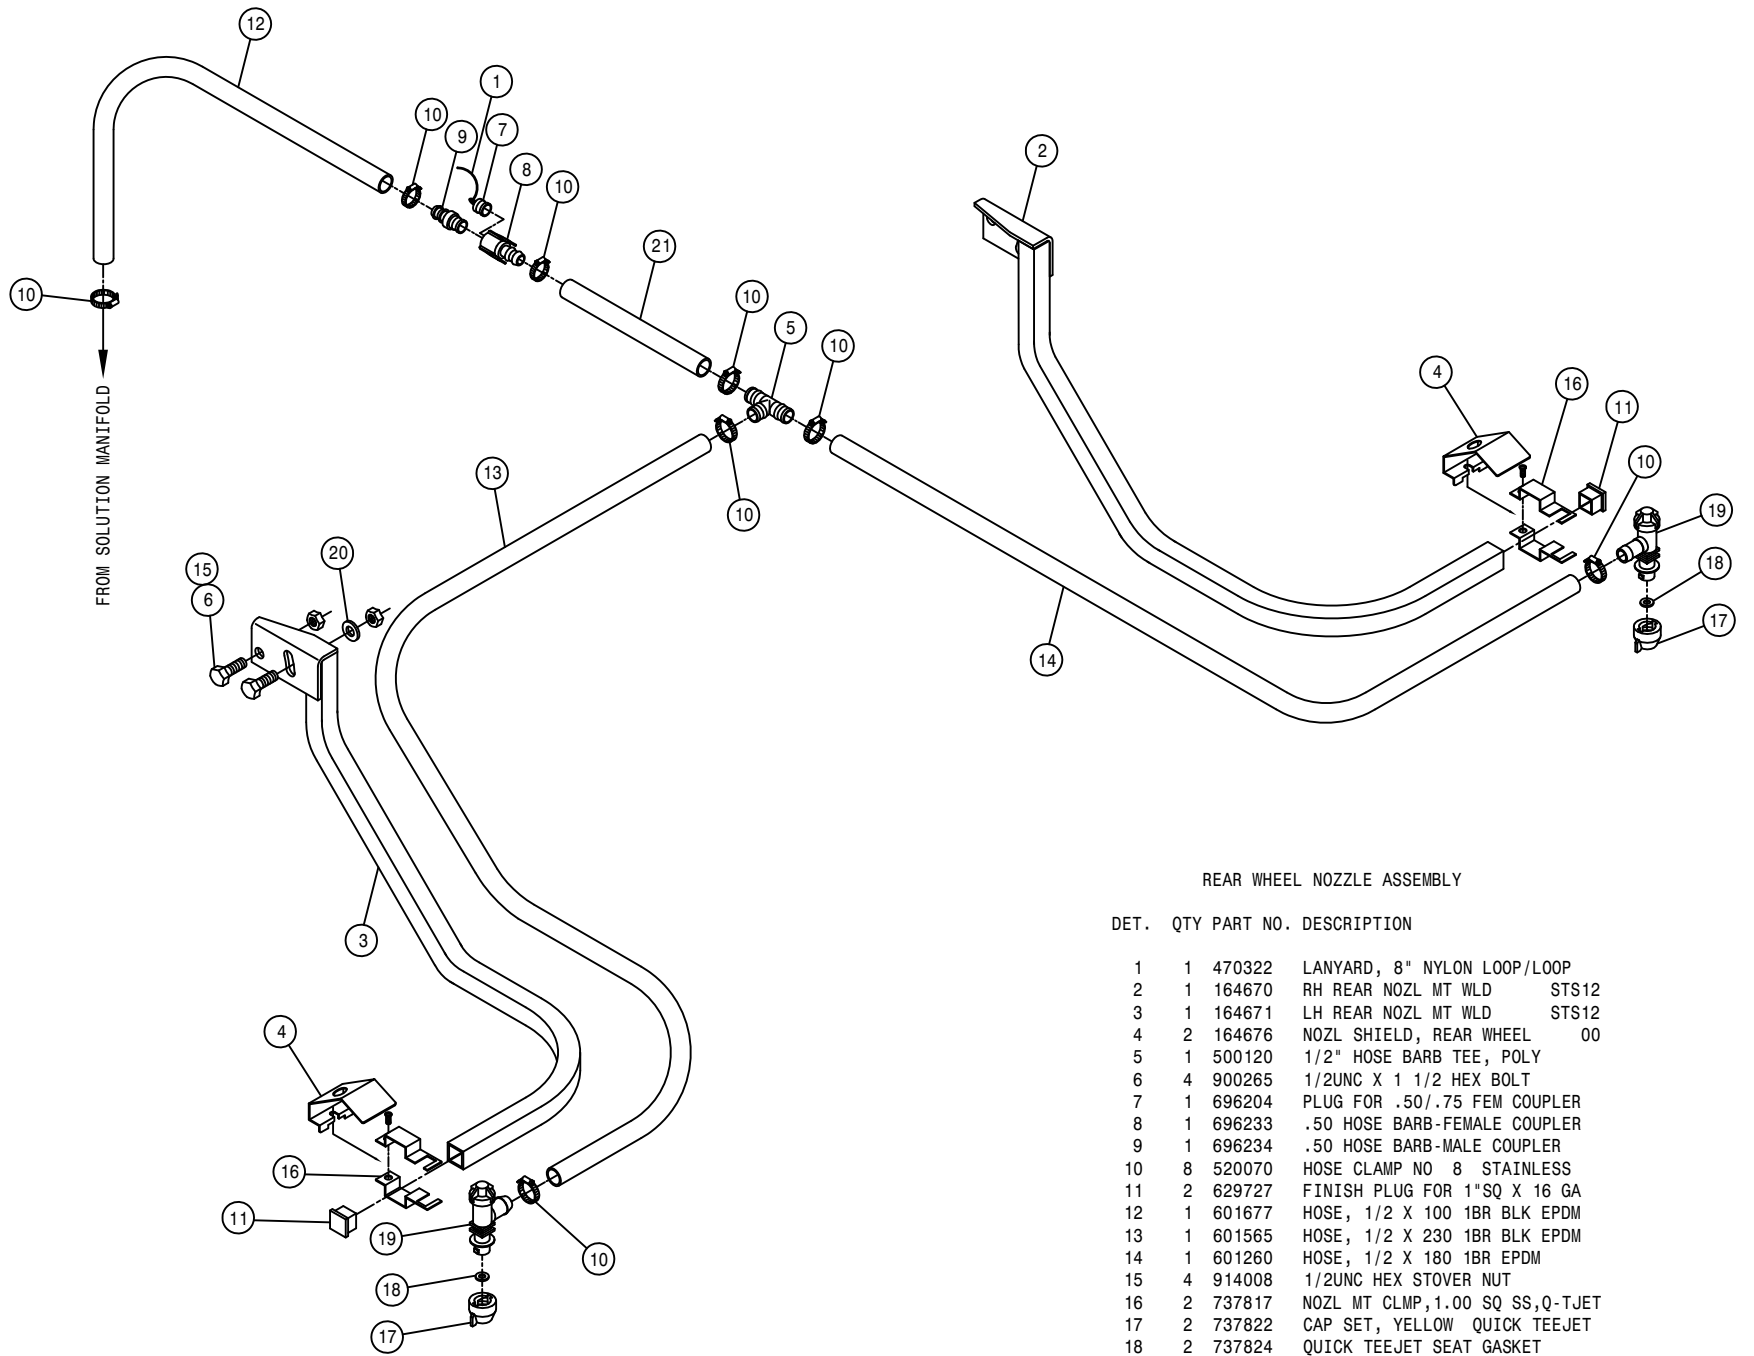 12
1
10
9
7
8
10
2
21
10
10
5
10
4
16
11
10
19
18
17
FROM SOLUTION MANIFOLD
13
10
20
15
6
14
3
4
16
11
19
10
18
17
REAR WHEEL NOZZLE ASSEMBLY
DET. QTY PART NO. DESCRIPTION
1 1 470322 LANYARD, 8" NYLON LOOP/LOOP
2 1 164670 RH REAR NOZL MT WLD STS12
3 1 164671 LH REAR NOZL MT WLD STS12
4 2 164676 NOZL SHIELD, REAR WHEEL 00
5 1 500120 1/2" HOSE BARB TEE, POLY
6 4 900265 1/2UNC X 1 1/2 HEX BOLT
7 1 696204 PLUG FOR .50/.75 FEM COUPLER
8 1 696233 .50 HOSE BARB-FEMALE COUPLER
9 1 696234 .50 HOSE BARB-MALE COUPLER
10 8 520070 HOSE CLAMP NO 8 STAINLESS
11 2 629727 FINISH PLUG FOR 1"SQ X 16 GA
12 1 601677 HOSE, 1/2 X 100 1BR BLK EPDM
13 1 601565 HOSE, 1/2 X 230 1BR BLK EPDM
14 1 601260 HOSE, 1/2 X 180 1BR EPDM
15 4 914008 1/2UNC HEX STOVER NUT
16 2 737817 NOZL MT CLMP,1.00 SQ SS,Q-TJET
17 2 737822 CAP SET, YELLOW QUICK TEEJET
18 2 737824 QUICK TEEJET SEAT GASKET